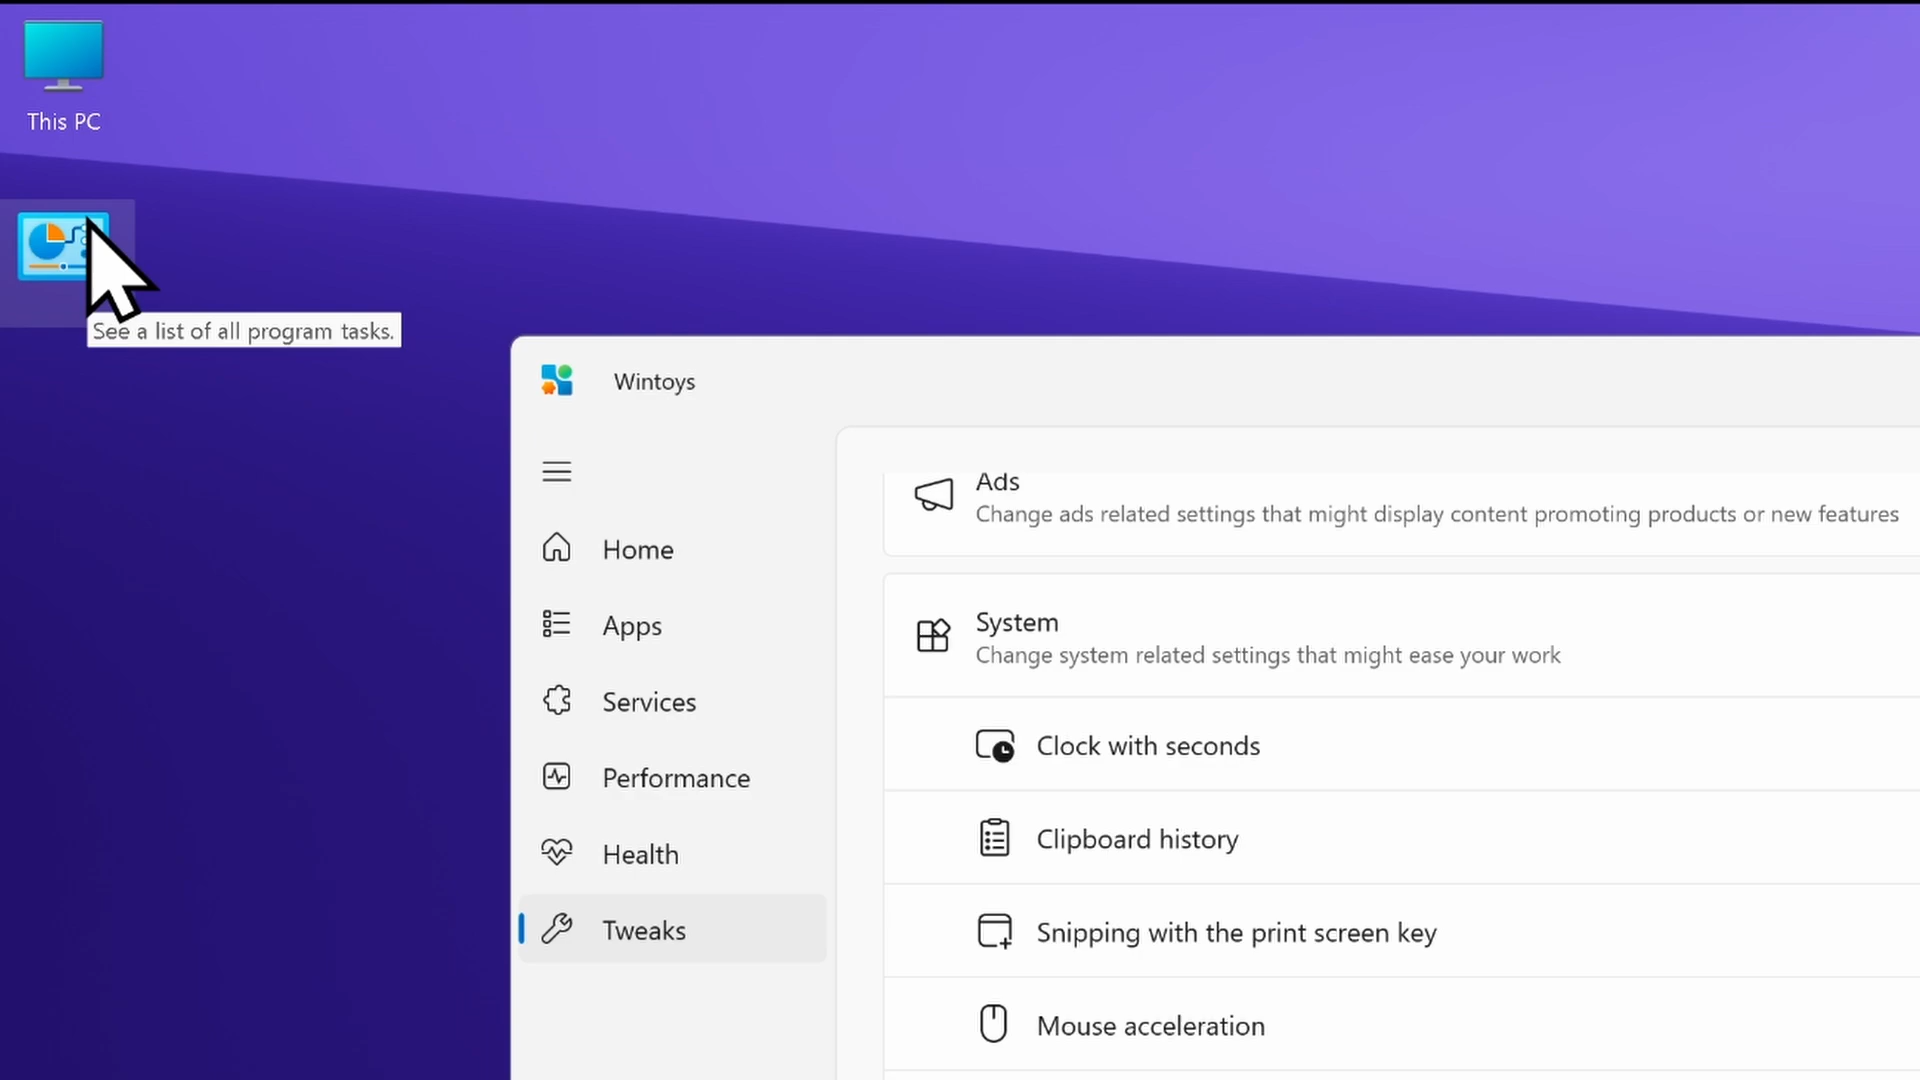 This PC
See a list of all program tasks.
Wintoys
Home
Apps
Services
Performance
Health
Tweaks
Ads
Change ads related settings that might display content promoting products or new features
System
Change system related settings that might ease your work
Clock with seconds
Clipboard history
Snipping with the print screen key
Mouse acceleration